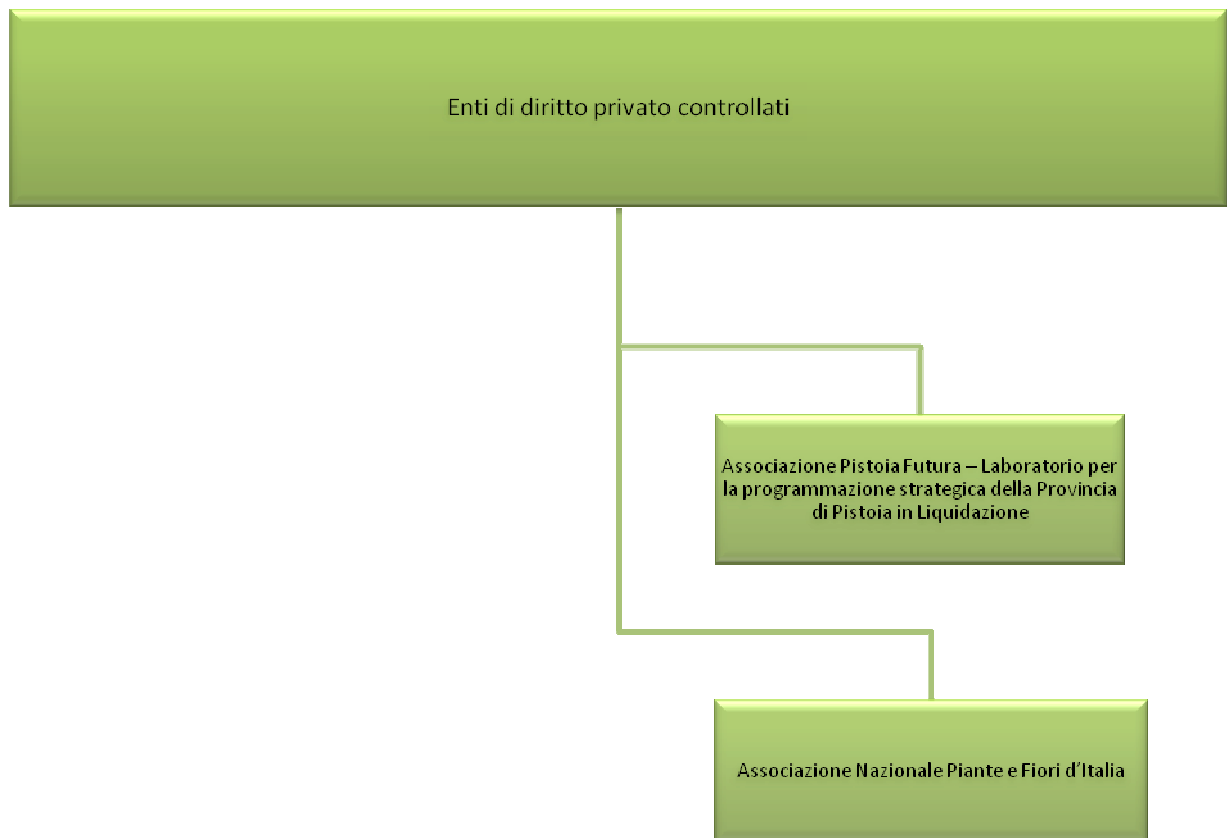 Enti di diritto privato controllati
Associazione Pistoia Futura – Laboratorio per
la programmazione strategica della Provincia
di Pistoia in Liquidazione
Associazione Nazionale Piante e Fiori d’Italia